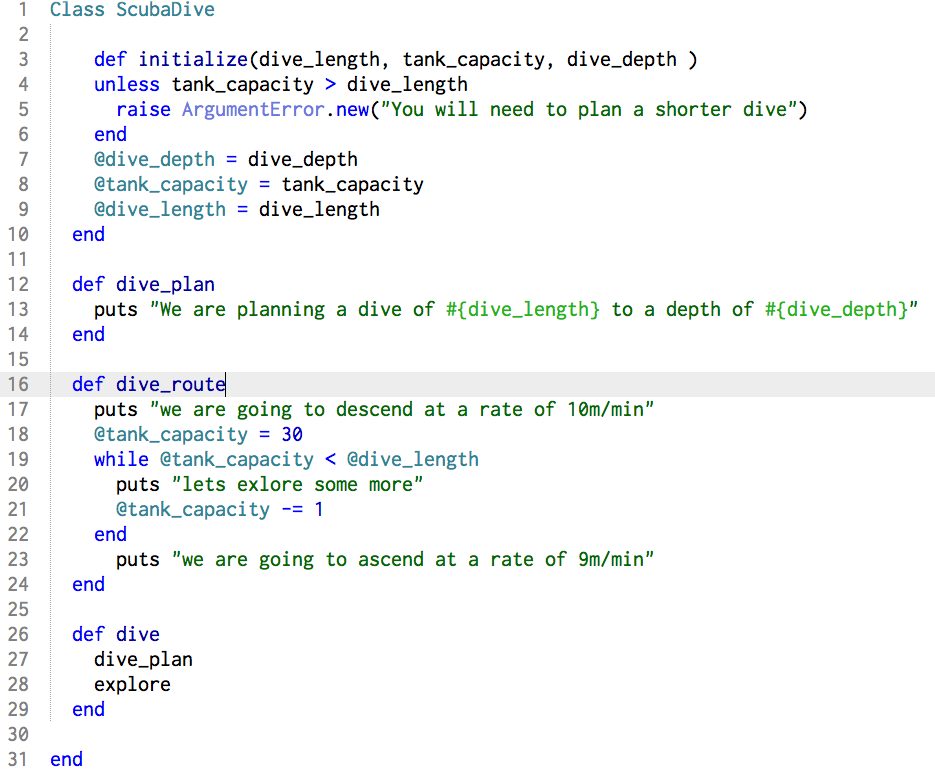 1 Class ScubaDive
2
3 def initialize(dive_length, tank_capacity, dive_depth )
4 unless tank_capacity > dive_length
5 raise ArgumentError.new("You will need to plan a shorter dive")
6 end
7 @dive_depth = dive_depth
8 @tank_capacity = tank_capacity
9 @dive_length = dive_length
10 end
11
12 def dive_plan
13 puts "We are planning a dive of #{dive_length} to a depth of #{dive_depth}"
14 end
15
16 def dive_route
17 puts "we are going to descend at a rate of 10m/min"
18 @tank_capacity = 30
19 while @tank_capacity < @dive_length
20 puts "lets exlore some more"
21 @tank_capacity -= 1
22 end
23 puts "we are going to ascend at a rate of 9m/min"
24 end
25
26 def dive
27 dive_plan
28 explore
29 end
30
31 end